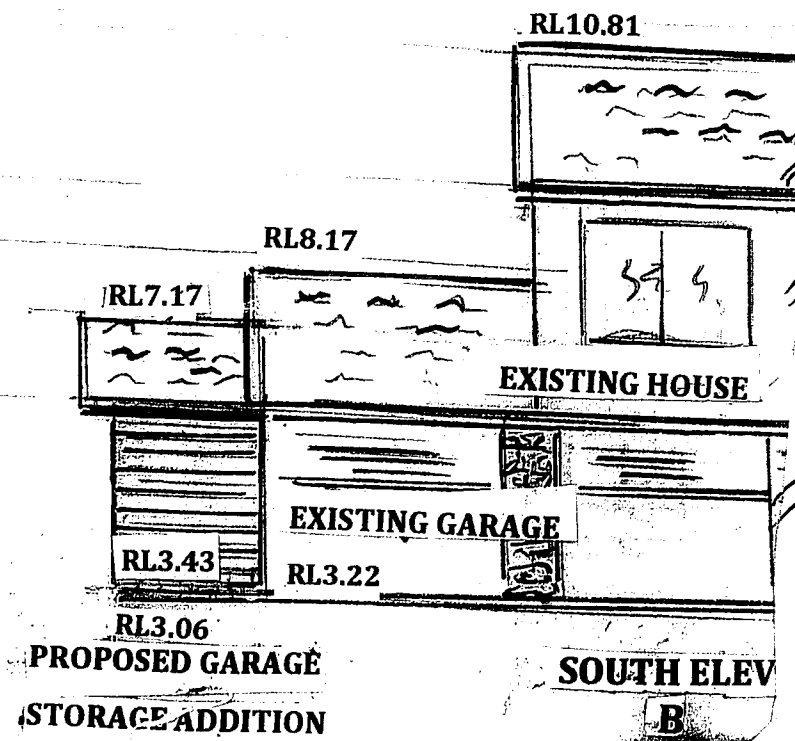 RL10.81
RL8.17
RL7.17
EXISTING HOUSE
EXISTING GARAGE
RL3.43
RL3.22
RL3.06
PROPOSED GARAGE
STORAGE ADDITION
SOUTH ELEV
B